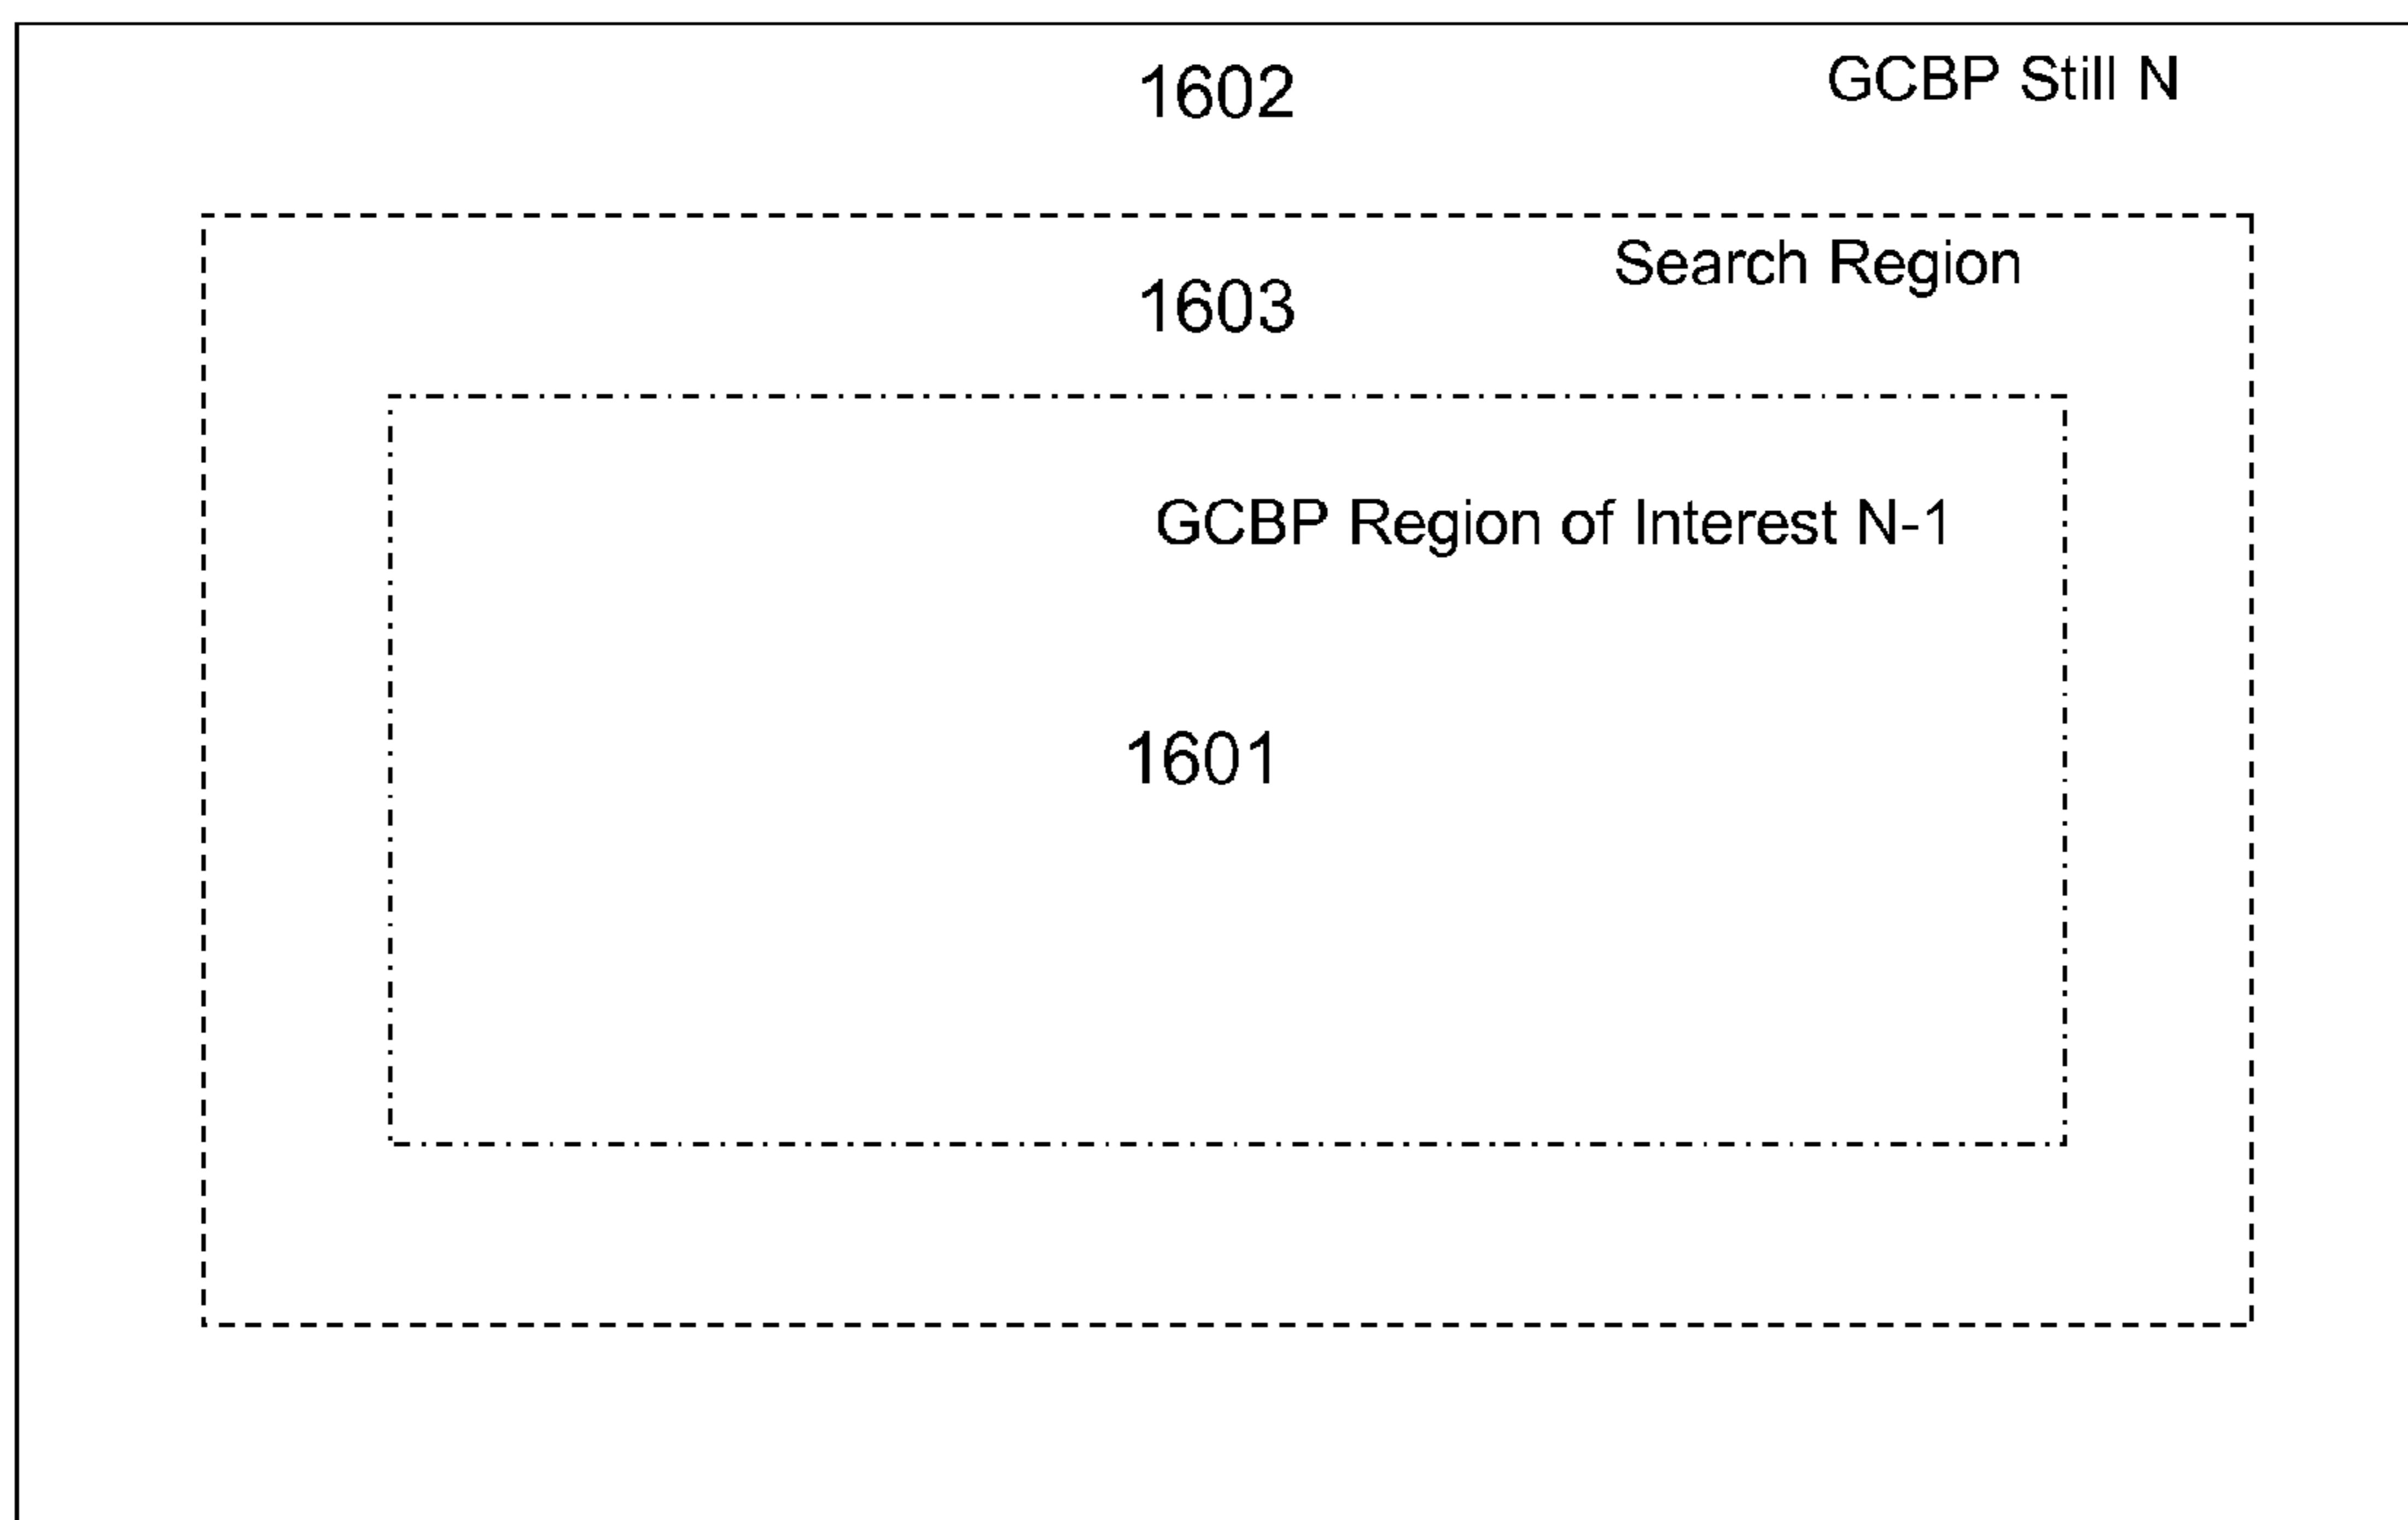 1602
GCBP Still N
Search Region
1603
GCBP Region of Interest N-1
1601